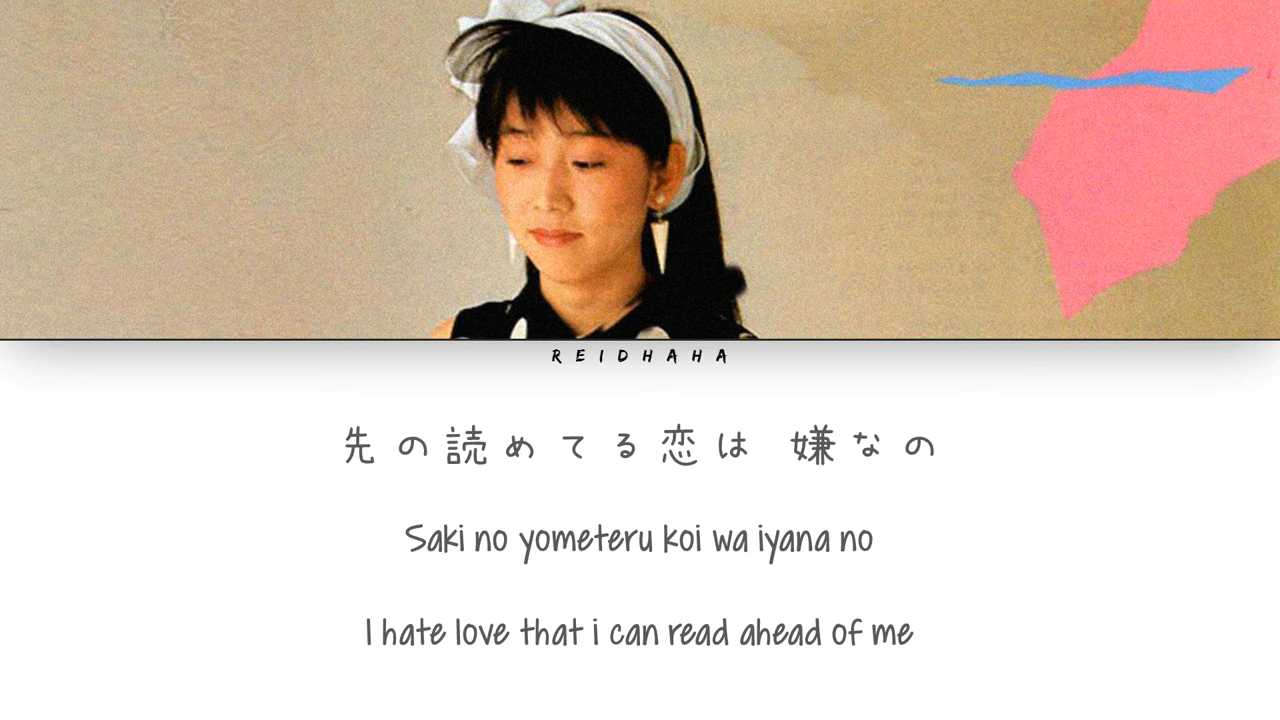 REIDHAHA
先の読めてる恋は 嫌なの
Saki no yometeru koi wa iyana no
I hate love that i can read ahead of me